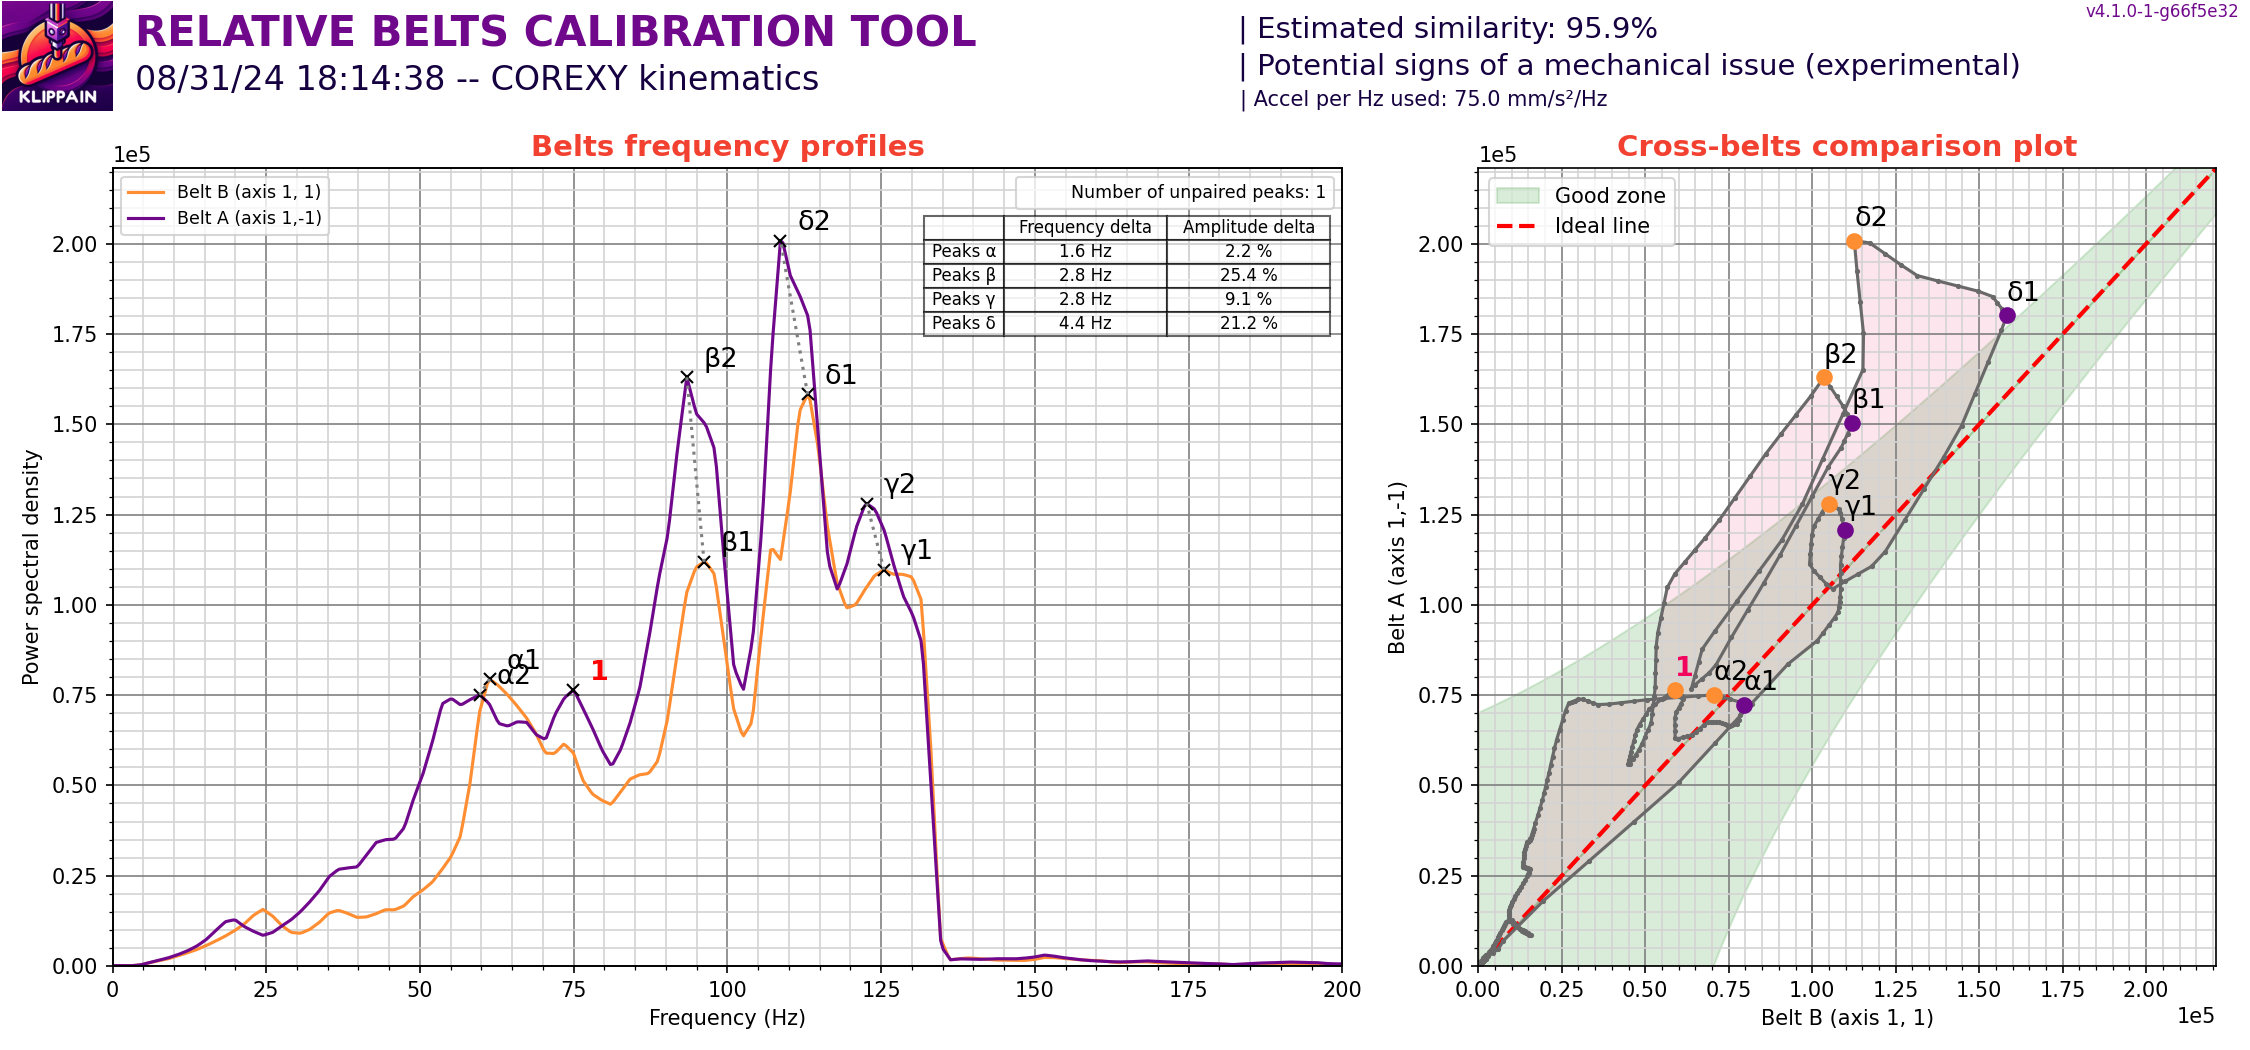 KLIPPAIN
RELATIVE BELTS CALIBRATION TOOL
08/31/24 18:14:38 -- COREXY kinematics
| Estimated similarity: 95.9%
| Potential signs of a mechanical issue (experimental)
| Accel per Hz used: 75.0 mm/s²/Hz
v4.1.0-1-g66f5e32
Belts frequency profiles
1e5
Belt B (axis 1, 1)
Belt A (axis 1,-1)
Number of unpaired peaks: 1
Frequency delta Amplitude delta
Peaks α 1.6 Hz 2.2 %
Peaks β 2.8 Hz 25.4 %
Peaks γ 2.8 Hz 9.1 %
Peaks δ 4.4 Hz 21.2 %
δ2
δ1
β2
β1
γ2
γ1
α1
α2
1
2.00
1.75
1.50
1.25
1.00
0.75
0.50
0.25
0.00
Power spectral density
0 25 50 75 100 125 150 175 200
Frequency (Hz)
Cross-belts comparison plot
1e5
Good zone
Ideal line
δ2
δ1
β2
β1
γ2
γ1
1
α2
α1
2.00
1.75
1.50
1.25
1.00
0.75
0.50
0.25
0.00
Belt A (axis 1,-1)
0.00 0.25 0.50 0.75 1.00 1.25 1.50 1.75 2.00
Belt B (axis 1, 1)
1e5